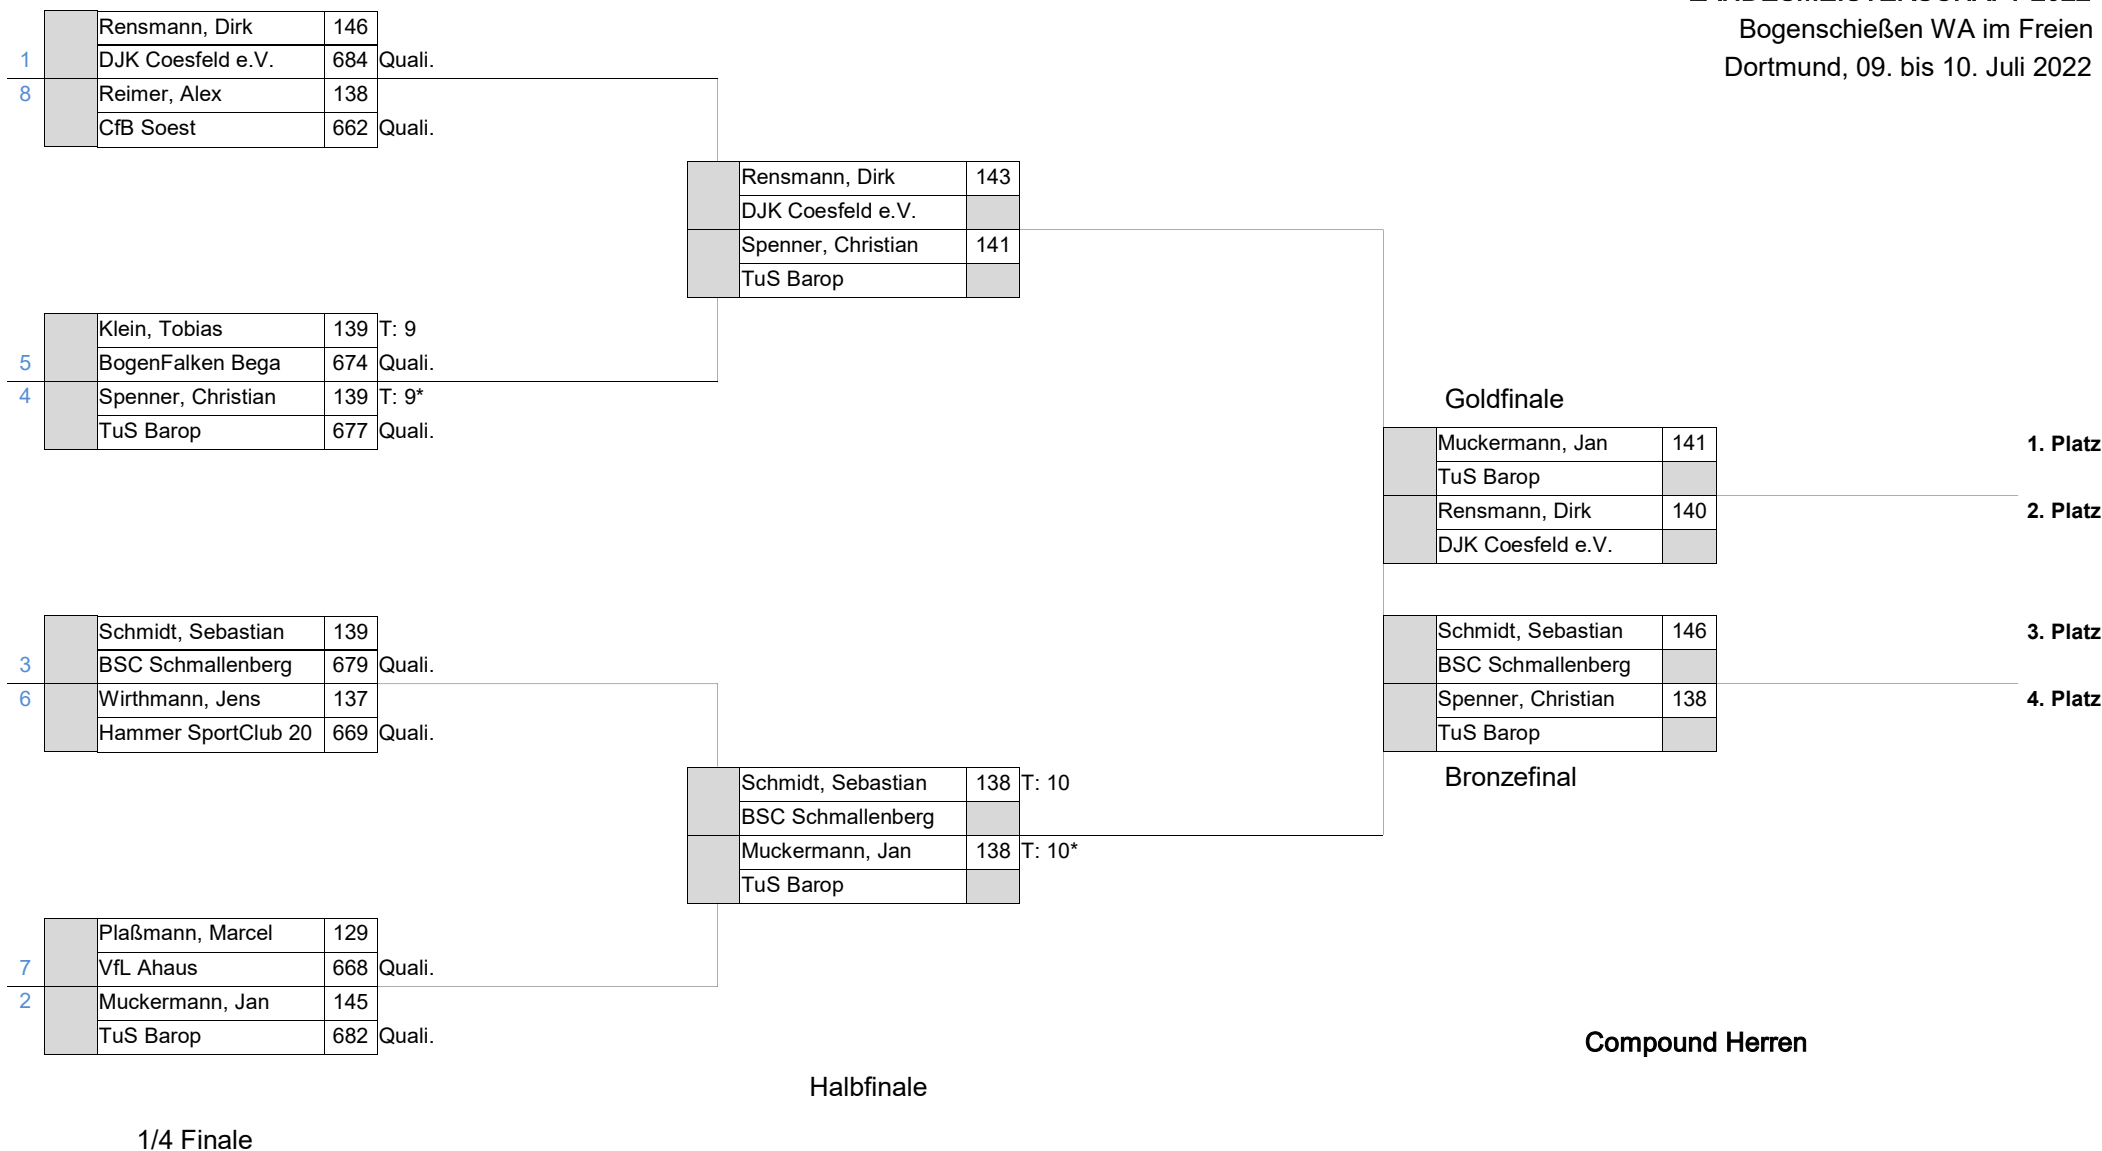 Bogenschießen WA im Freien
Dortmund, 09. bis 10. Juli 2022
Rensmann, Dirk 146
1 DJK Coesfeld e.V. 684 Quali.
8 Reimer, Alex 138
CfB Soest 662 Quali.
Rensmann, Dirk 143
DJK Coesfeld e.V.
Spenner, Christian 141
TuS Barop
Klein, Tobias 139 T: 9
5 BogenFalken Bega 674 Quali.
4 Spenner, Christian 139 T: 9*
TuS Barop 677 Quali.
Goldfinale
Muckermann, Jan 141 1. Platz
TuS Barop
Rensmann, Dirk 140 2. Platz
DJK Coesfeld e.V.
Schmidt, Sebastian 139
3 BSC Schmallenberg 679 Quali.
6 Wirthmann, Jens 137
Hammer SportClub 20 669 Quali.
Schmidt, Sebastian 146 3. Platz
BSC Schmallenberg
Spenner, Christian 138 4. Platz
TuS Barop
Bronzefinal
Schmidt, Sebastian 138 T: 10
BSC Schmallenberg
Muckermann, Jan 138 T: 10*
TuS Barop
Plaßmann, Marcel 129
7 VfL Ahaus 668 Quali.
2 Muckermann, Jan 145
TuS Barop 682 Quali.
Compound Herren
Halbfinale
1/4 Finale